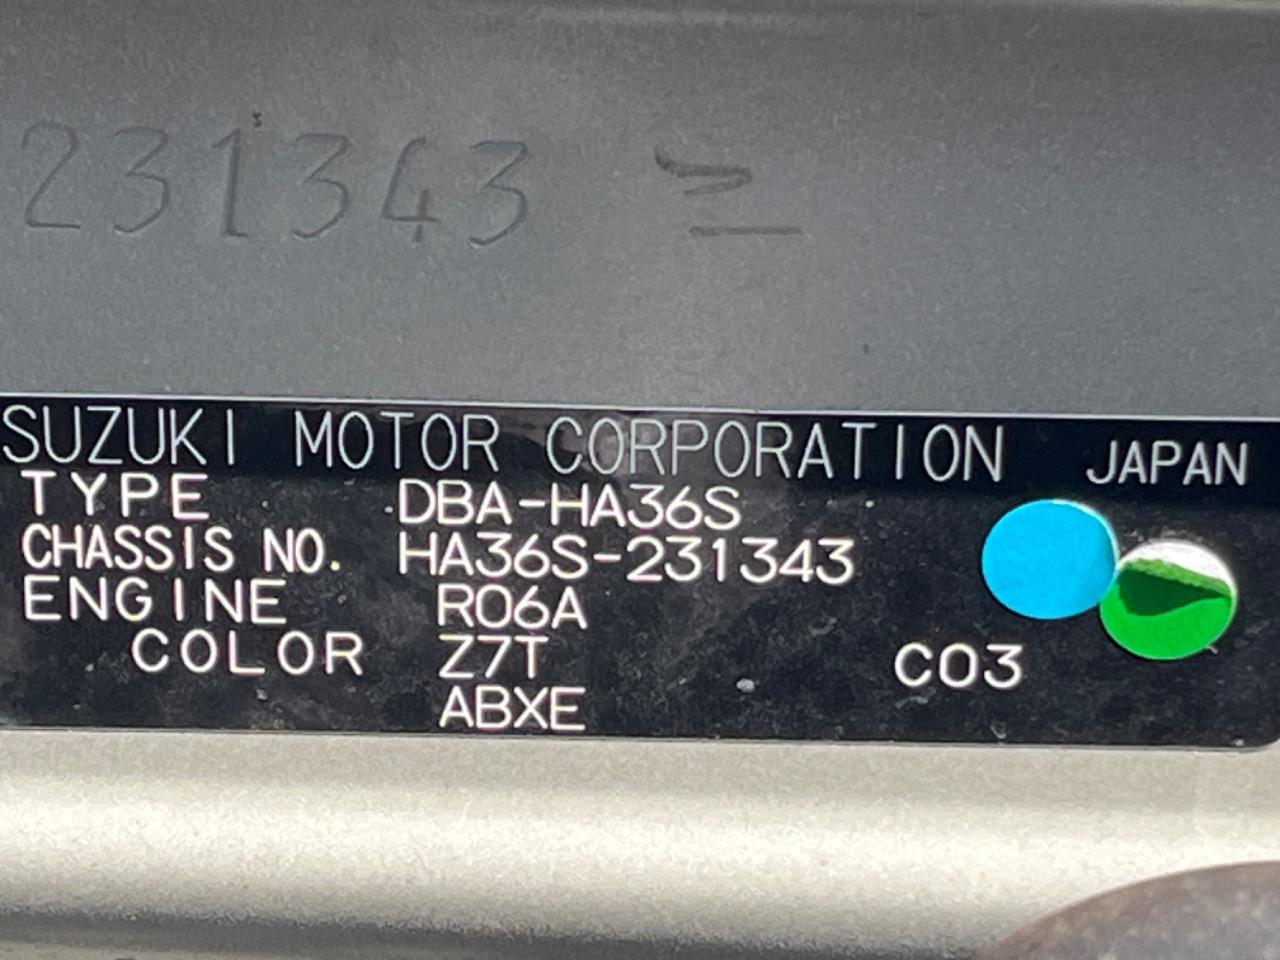 231343
SUZUKI MOTOR CORPORATION JAPAN
TYPE DBA-HA36S
CHASSIS NO. HA36S-231343
ENGINE R06A
COLOR Z7T C03
ABXE